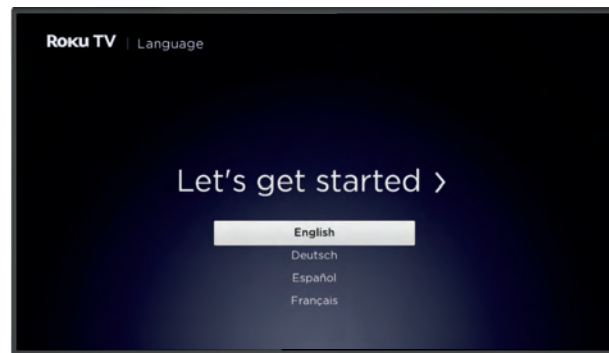 Roku TV | Language
Let's get started >
English
Deutsch
Español
Français